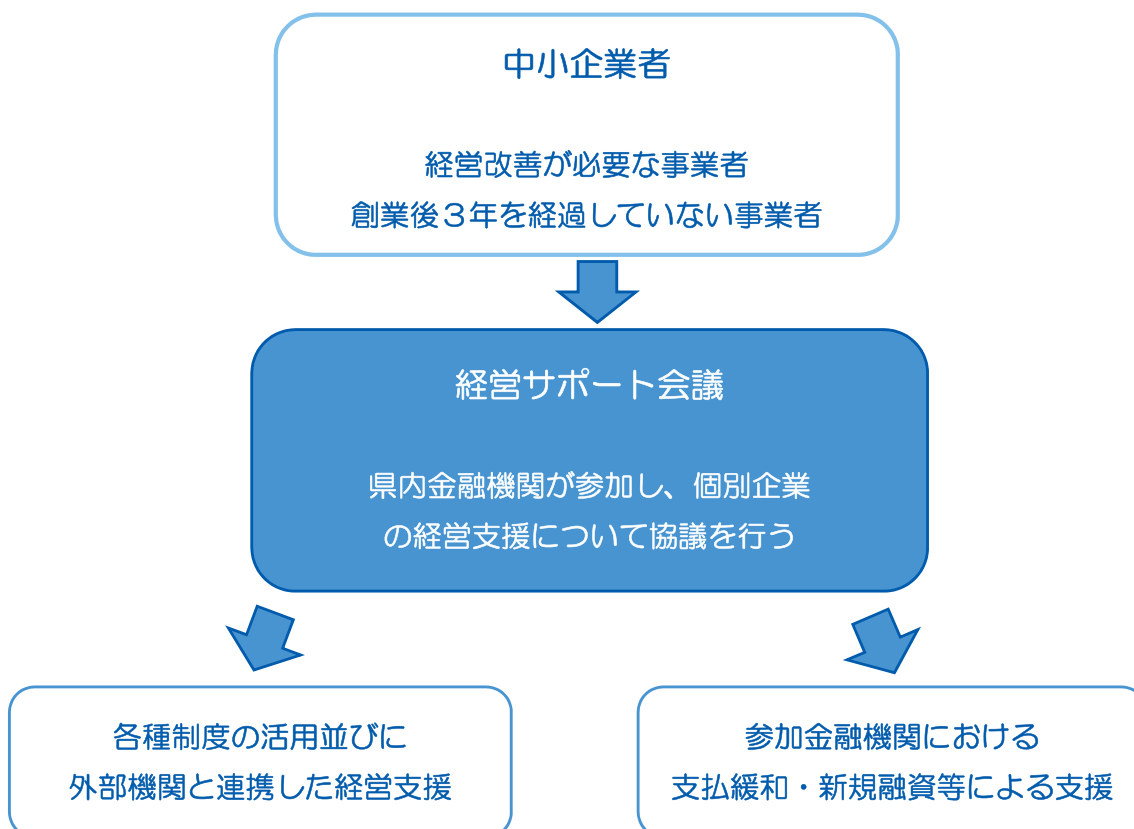 中小企業者
経営改善が必要な事業者
創業後３年を経過していない事業者
経営サポート会議
県内金融機関が参加し、個別企業
の経営支援について協議を行う
各種制度の活用並びに
外部機関と連携した経営支援
参加金融機関における
支払緩和・新規融資等による支援